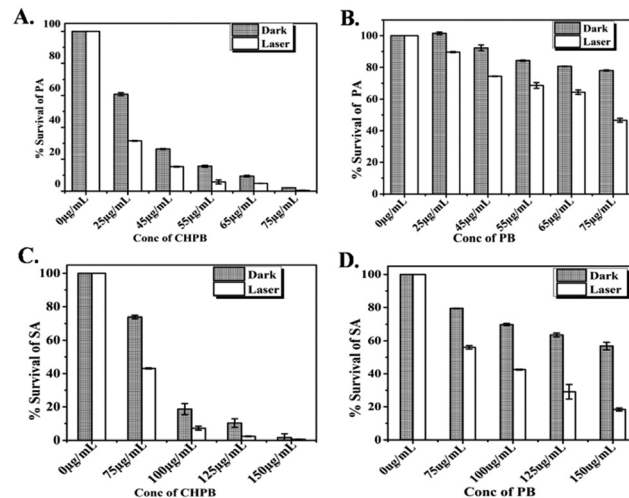 A.
Dark
Laser
% Survival of PA
100
90
80
70
60
50
40
30
20
10
0
0µg/mL
25µg/mL
45µg/mL
55µg/mL
65µg/mL
75µg/mL
Conc of CHPB
B.
Dark
Laser
% Survival of PA
100
80
60
40
20
0
0µg/mL
25µg/mL
45µg/mL
55µg/mL
65µg/mL
75µg/mL
Conc of PB
C.
Dark
Laser
% Survival of SA
100
80
60
40
20
0
0µg/mL
75µg/mL
100µg/mL
125µg/mL
150µg/mL
Conc of CHPB
D.
Dark
Laser
% Survival of SA
100
80
60
40
20
0
0µg/mL
75µg/mL
100µg/mL
125µg/mL
150µg/mL
Conc of PB